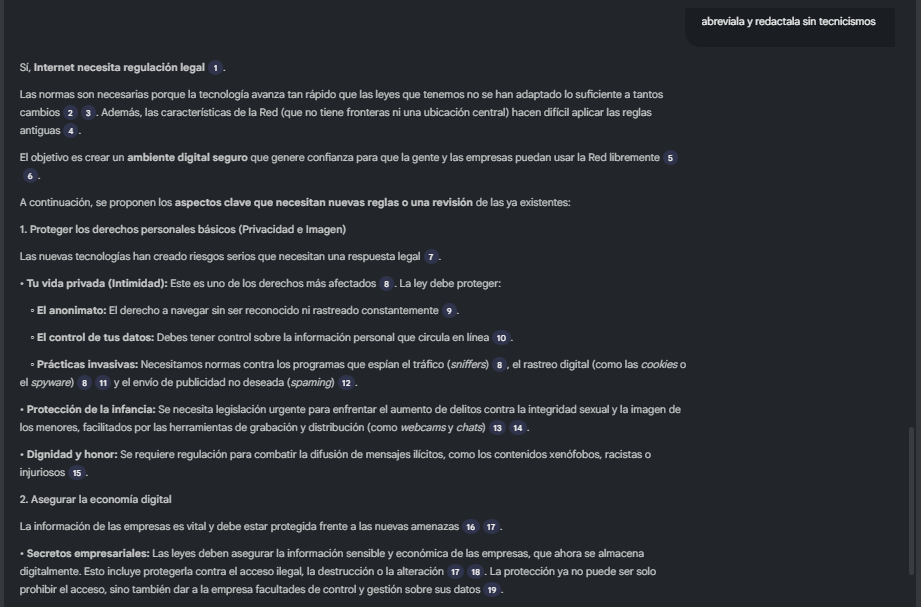 abreviala y redactala sin tecnicismos
Sí, Internet necesita regulación legal 1 .
Las normas son necesarias porque la tecnología avanza tan rápido que las leyes que tenemos no se han adaptado lo suficiente a tantos
cambios 2 3 . Además, las características de la Red (que no tiene fronteras ni una ubicación central) hacen difícil aplicar las reglas
antiguas 4 .
El objetivo es crear un ambiente digital seguro que genere confianza para que la gente y las empresas puedan usar la Red libremente 5
6 .
A continuación, se proponen los aspectos clave que necesitan nuevas reglas o una revisión de las ya existentes:
1. Proteger los derechos personales básicos (Privacidad e Imagen)
Las nuevas tecnologías han creado riesgos serios que necesitan una respuesta legal 7 .
• Tu vida privada (Intimidad): Este es uno de los derechos más afectados 8 . La ley debe proteger:
◦ El anonimato: El derecho a navegar sin ser reconocido ni rastreado constantemente 9 .
◦ El control de tus datos: Debes tener control sobre la información personal que circula en línea 10 .
◦ Prácticas invasivas: Necesitamos normas contra los programas que espían el tráfico (sniffers) 8 , el rastreo digital (como las cookies o
el spyware) 8 11 y el envío de publicidad no deseada (spaming) 12 .
• Protección de la infancia: Se necesita legislación urgente para enfrentar el aumento de delitos contra la integridad sexual y la imagen de
los menores, facilitados por las herramientas de grabación y distribución (como webcams y chats) 13 14 .
• Dignidad y honor: Se requiere regulación para combatir la difusión de mensajes ilícitos, como los contenidos xenófobos, racistas o
injuriosos 15 .
2. Asegurar la economía digital
La información de las empresas es vital y debe estar protegida frente a las nuevas amenazas 16 17 .
• Secretos empresariales: Las leyes deben asegurar la información sensible y económica de las empresas, que ahora se almacena
digitalmente. Esto incluye protegerla contra el acceso ilegal, la destrucción o la alteración 17 18 . La protección ya no puede ser solo
prohibir el acceso, sino también dar a la empresa facultades de control y gestión sobre sus datos 19 .